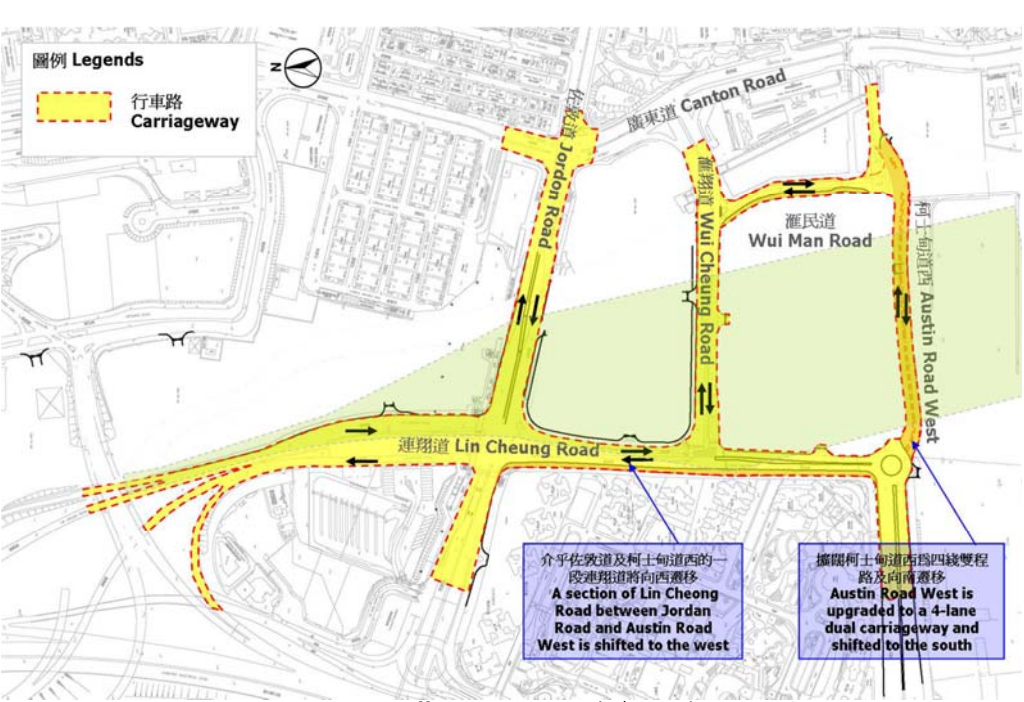 圖例 Legends
行車路
Carriageway
N
佐敦道 Jordon Road
廣東道 Canton Road
滙翔道 Wui Cheung Road
滙民道
Wui Man Road
柯士甸道西 Austin Road West
連翔道 Lin Cheung Road
介乎佐敦道及柯士甸道西的一
段連翔道將向西遷移
A section of Lin Cheong
Road between Jordan
Road and Austin Road
West is shifted to the west
擴闊柯士甸道西為四綫雙程
路及向南遷移
Austin Road West is
upgraded to a 4-lane
dual carriageway and
shifted to the south